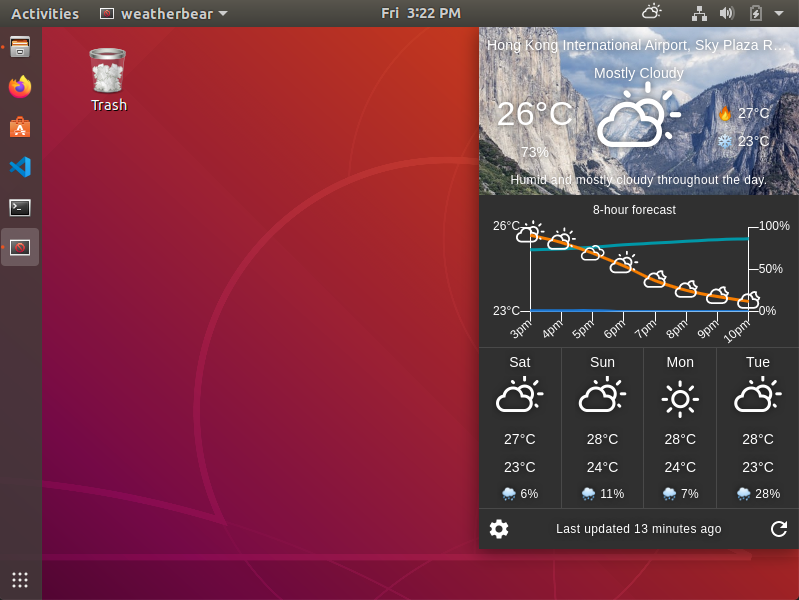 Activities weatherbear Fri 3:22 PM
Trash
Hong Kong International Airport, Sky Plaza R...
Mostly Cloudy
26°C 27°C
73% 23°C
Humid and mostly cloudy throughout the day.
8-hour forecast
26°C 100%
50%
23°C 0%
3pm 4pm 5pm 6pm 7pm 8pm 9pm 10pm
Sat Sun Mon Tue
27°C 28°C 28°C 28°C
23°C 24°C 24°C 23°C
6% 11% 7% 28%
Last updated 13 minutes ago